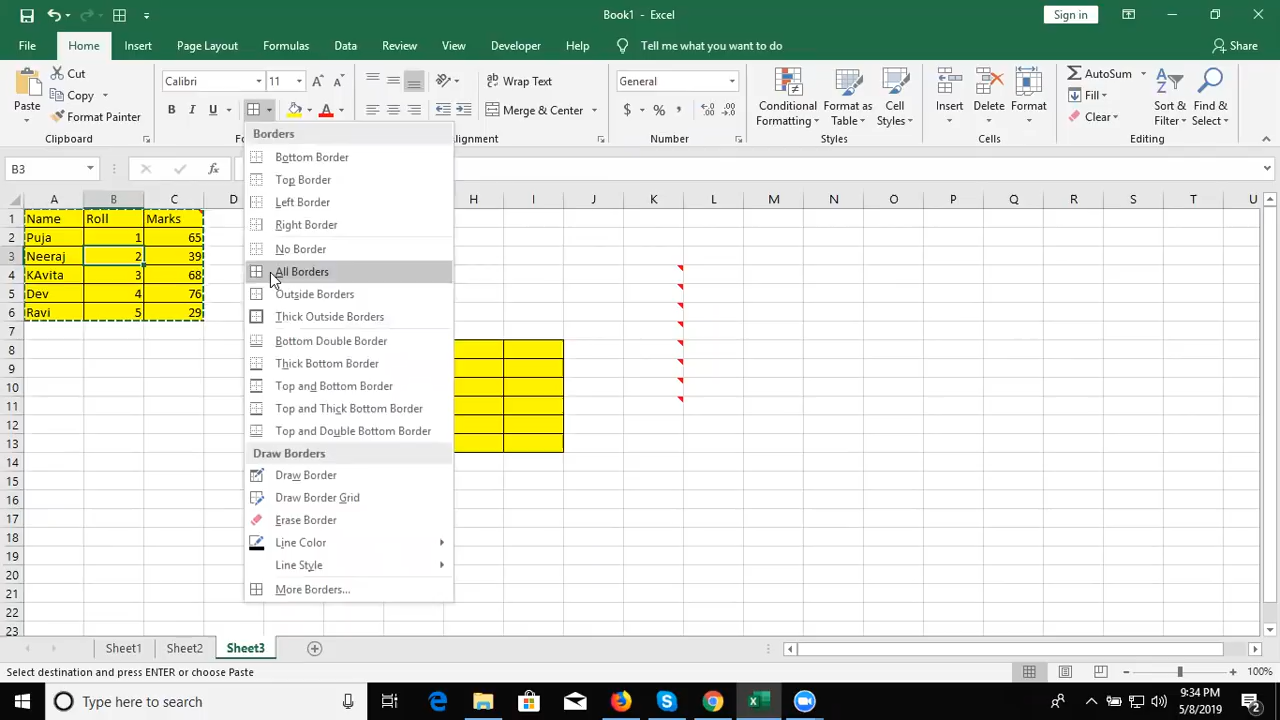 Book1 - Excel
Sign in
File Home Insert Page Layout Formulas Data Review View Developer Help Tell me what you want to do Share
Paste Cut Copy Format Painter Clipboard
Calibri 11 B I U A A A
Wrap Text Merge & Center Alignment
General $ % Number
Conditional Formatting Format as Table Cell Styles Styles
Insert Delete Format Cells
AutoSum Fill Clear Sort & Filter Find & Select Editing
B3 fx
A B C D H I J K L M N O P Q R S T U
1 Name Roll Marks
2 Puja 1 65
3 Neeraj 2 39
4 KAvita 3 68
5 Dev 4 76
6 Ravi 5 29
7
8
9
10
11
12
13
14
15
16
17
18
19
20
21
22
23
Borders
Bottom Border
Top Border
Left Border
Right Border
No Border
All Borders
Outside Borders
Thick Outside Borders
Bottom Double Border
Thick Bottom Border
Top and Bottom Border
Top and Thick Bottom Border
Top and Double Bottom Border
Draw Borders
Draw Border
Draw Border Grid
Erase Border
Line Color
Line Style
More Borders...
Sheet1 Sheet2 Sheet3
Select destination and press ENTER or choose Paste 100%
Type here to search
9:34 PM
5/8/2019
2